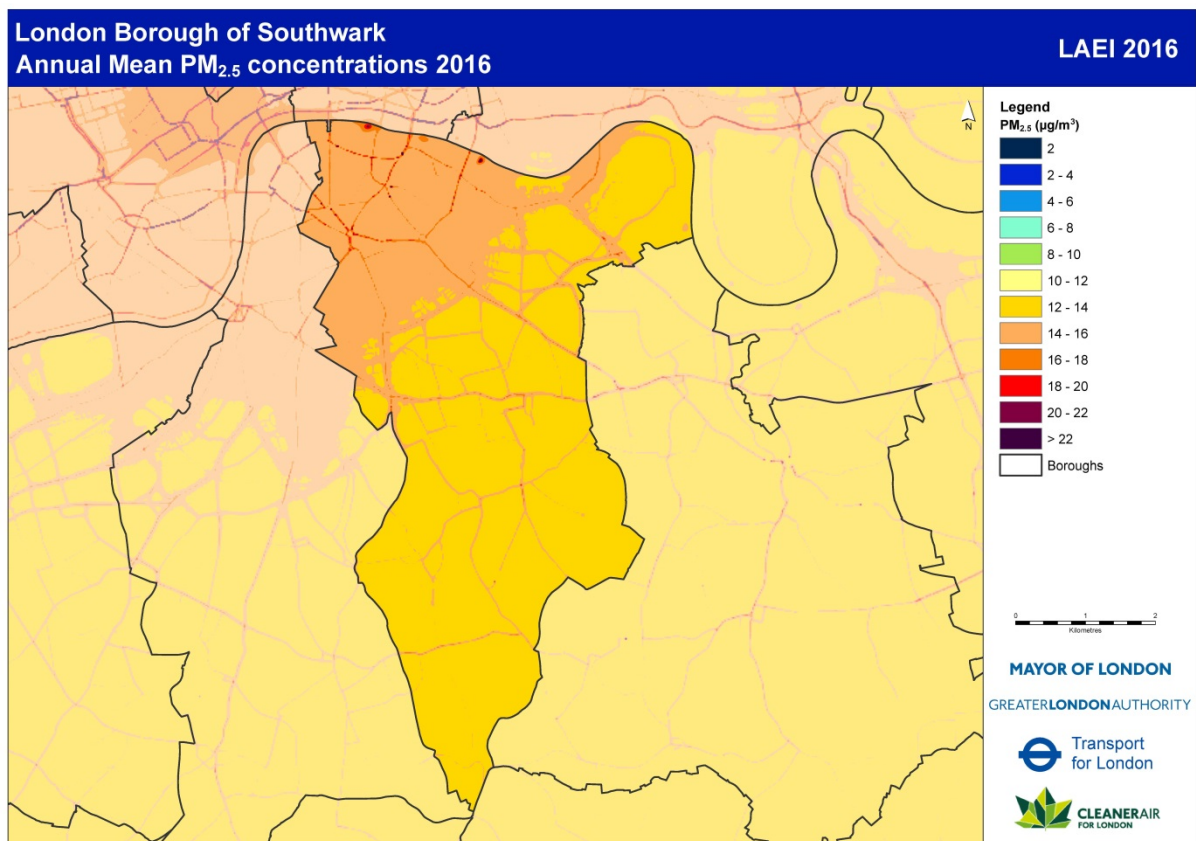 London Borough of Southwark
Annual Mean PM2.5 concentrations 2016
LAEI 2016
N
Legend
PM2.5 (µg/m³)
2
2 - 4
4 - 6
6 - 8
8 - 10
10 - 12
12 - 14
14 - 16
16 - 18
18 - 20
20 - 22
> 22
Boroughs
0 1 2
Kilometres
MAYOR OF LONDON
GREATERLONDONAUTHORITY
Transport
for London
CLEANERAIR
FOR LONDON